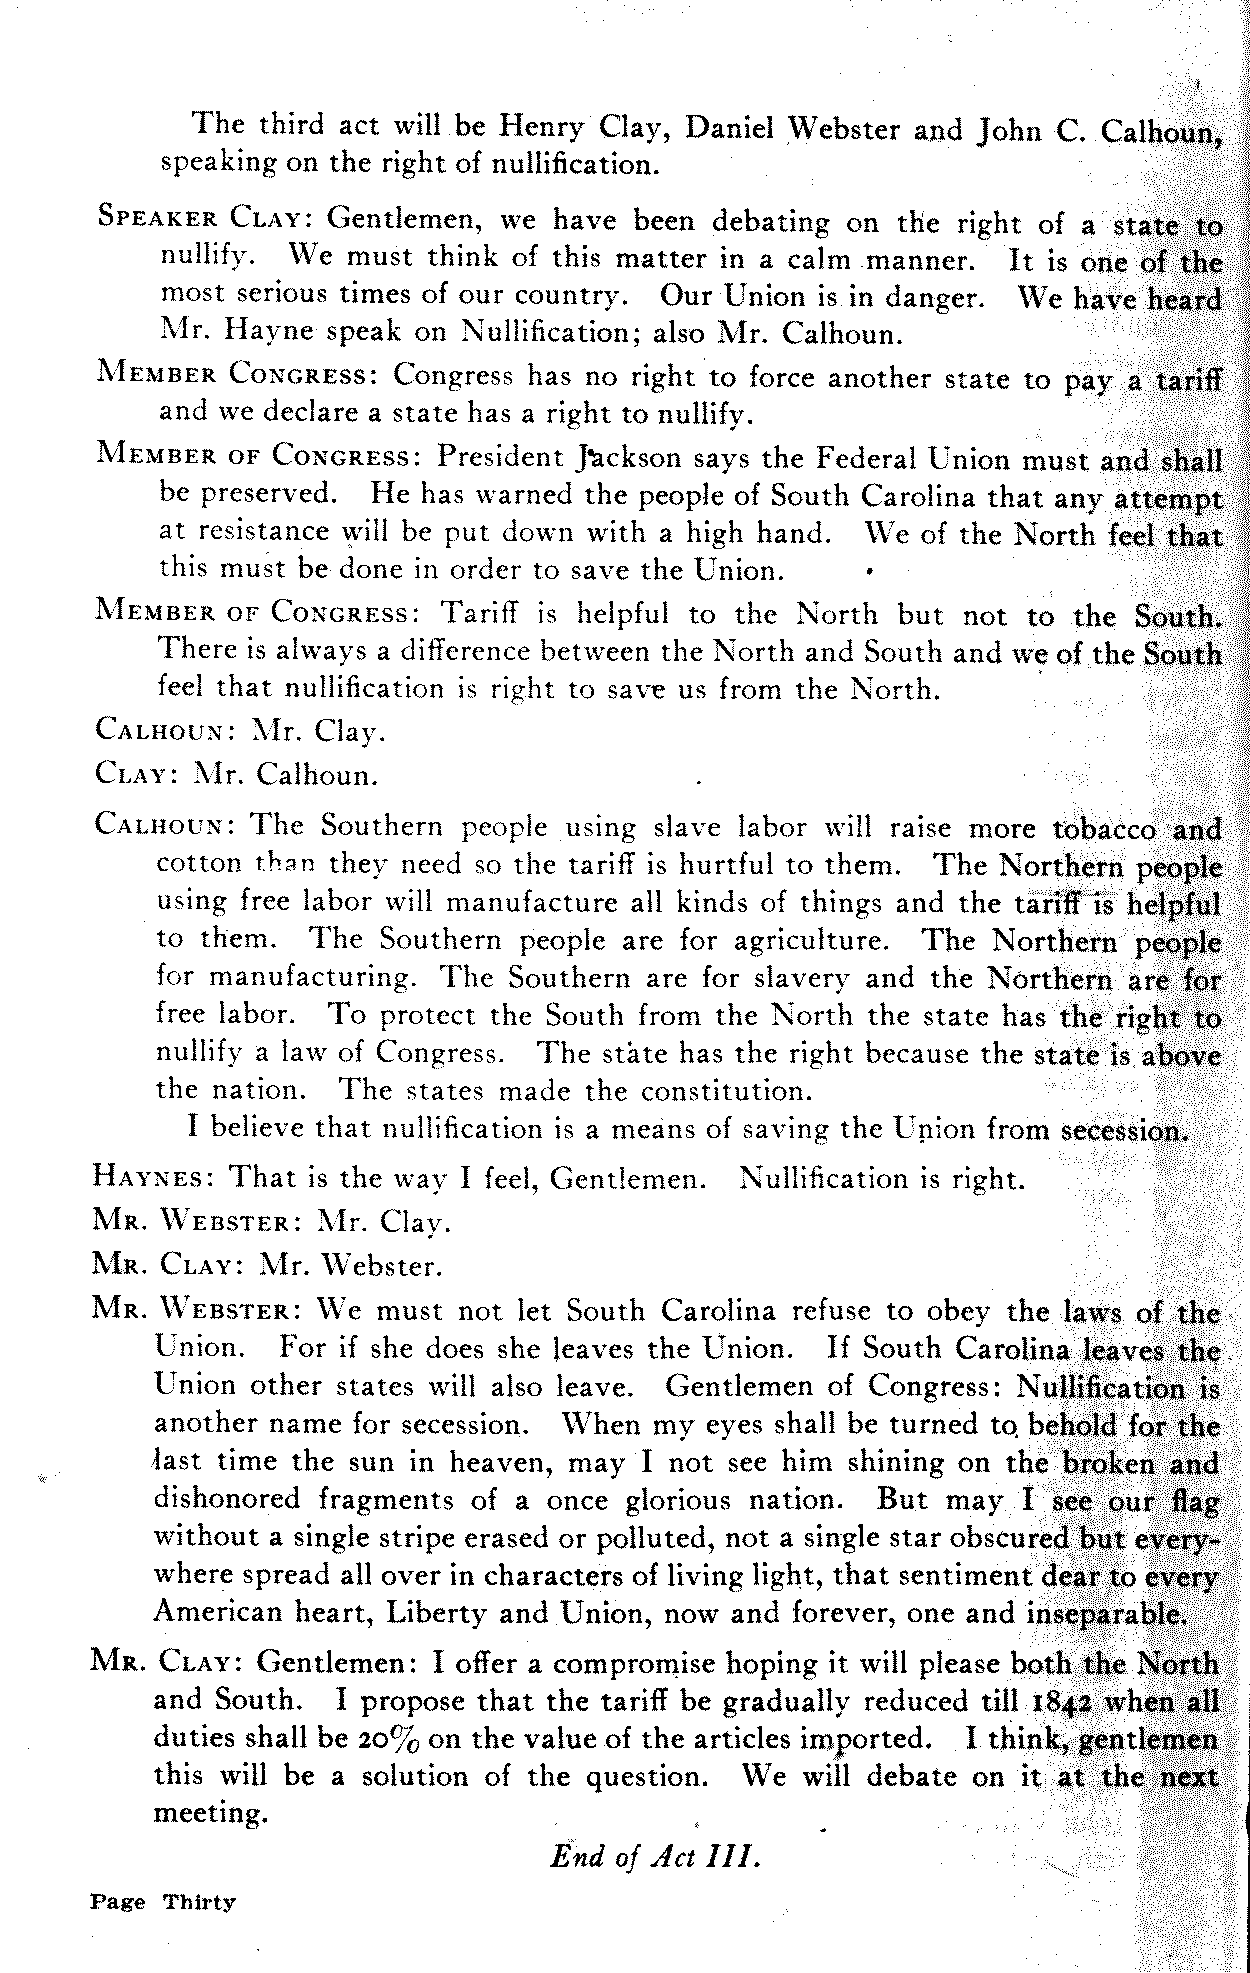 The third act will be Henry Clay, Daniel Webster and John C. Calhoun,
speaking on the right of nullification.
SPEAKER CLAY: Gentlemen, we have been debating on the right of a state to
nullify. We must think of this matter in a calm manner. It is one of the
most serious times of our country. Our Union is in danger. We have heard
Mr. Hayne speak on Nullification; also Mr. Calhoun.
MEMBER CONGRESS: Congress has no right to force another state to pay a tariff
and we declare a state has a right to nullify.
MEMBER OF CONGRESS: President Jackson says the Federal Union must and shall
be preserved. He has warned the people of South Carolina that any attempt
at resistance will be put down with a high hand. We of the North feel that
this must be done in order to save the Union.
MEMBER OF CONGRESS: Tariff is helpful to the North but not to the South.
There is always a difference between the North and South and we of the South
feel that nullification is right to save us from the North.
CALHOUN: Mr. Clay.
CLAY: Mr. Calhoun.
CALHOUN: The Southern people using slave labor will raise more tobacco and
cotton than they need so the tariff is hurtful to them. The Northern people
using free labor will manufacture all kinds of things and the tariff is helpful
to them. The Southern people are for agriculture. The Northern people
for manufacturing. The Southern are for slavery and the Northern are for
free labor. To protect the South from the North the state has the right to
nullify a law of Congress. The state has the right because the state is above
the nation. The states made the constitution.
I believe that nullification is a means of saving the Union from secession.
HAYNES: That is the way I feel, Gentlemen. Nullification is right.
MR. WEBSTER: Mr. Clay.
MR. CLAY: Mr. Webster.
MR. WEBSTER: We must not let South Carolina refuse to obey the laws of the
Union. For if she does she leaves the Union. If South Carolina leaves the
Union other states will also leave. Gentlemen of Congress: Nullification is
another name for secession. When my eyes shall be turned to behold for the
last time the sun in heaven, may I not see him shining on the broken and
dishonored fragments of a once glorious nation. But may I see our flag
without a single stripe erased or polluted, not a single star obscured but every-
where spread all over in characters of living light, that sentiment dear to every
American heart, Liberty and Union, now and forever, one and inseparable.
MR. CLAY: Gentlemen: I offer a compromise hoping it will please both the North
and South. I propose that the tariff be gradually reduced till 1842 when all
duties shall be 20% on the value of the articles imported. I think, gentlemen
this will be a solution of the question. We will debate on it at the next
meeting.
End of Act III.
Page Thirty